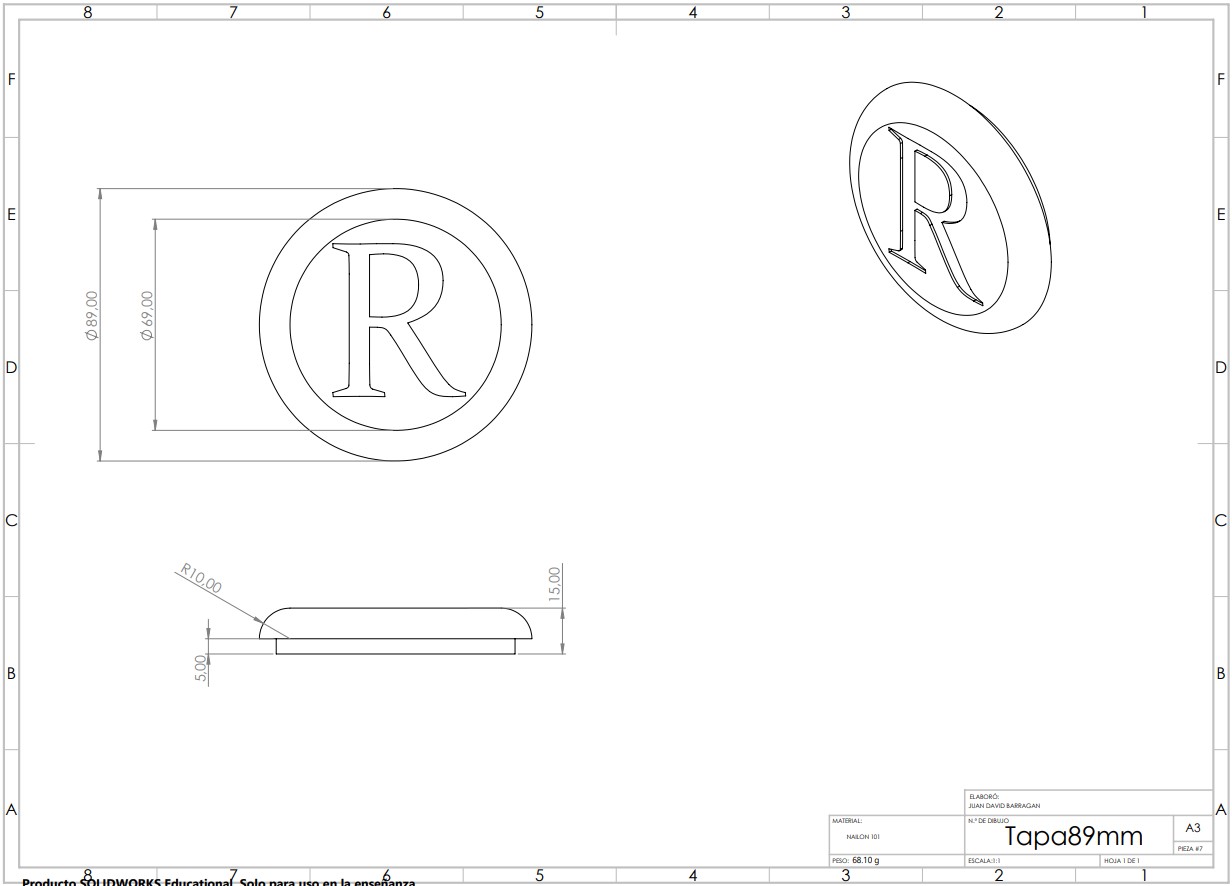 8 7 6 5 4 3 2 1
F F
E E
D D
C C
B B
A A
R
R
Ø89,00
Ø69,00
R10,00
15,00
5,00
ELABORÓ:
JUAN DAVID BARRAGAN
MATERIAL:
NAILON 101
N.º DE DIBUJO
Tapa89mm
A3
PIEZA #7
PESO: 68.10 g
ESCALA:1:1
HOJA 1 DE 1
8 7 6 5 4 3 2 1
Producto SOLIDWORKS Educational. Solo para uso en la enseñanza.